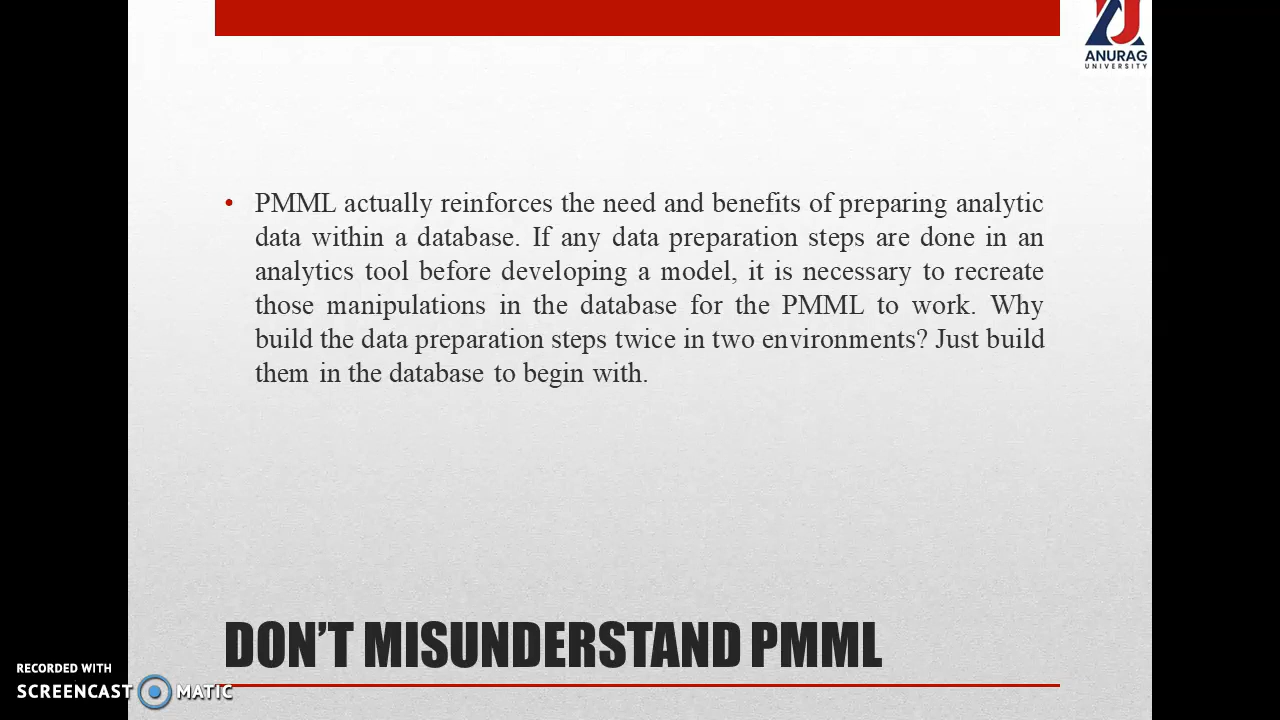 ANURAG
UNIVERSITY
• PMML actually reinforces the need and benefits of preparing analytic
data within a database. If any data preparation steps are done in an
analytics tool before developing a model, it is necessary to recreate
those manipulations in the database for the PMML to work. Why
build the data preparation steps twice in two environments? Just build
them in the database to begin with.
DON’T MISUNDERSTAND PMML
RECORDED WITH
SCREENCAST MATIC